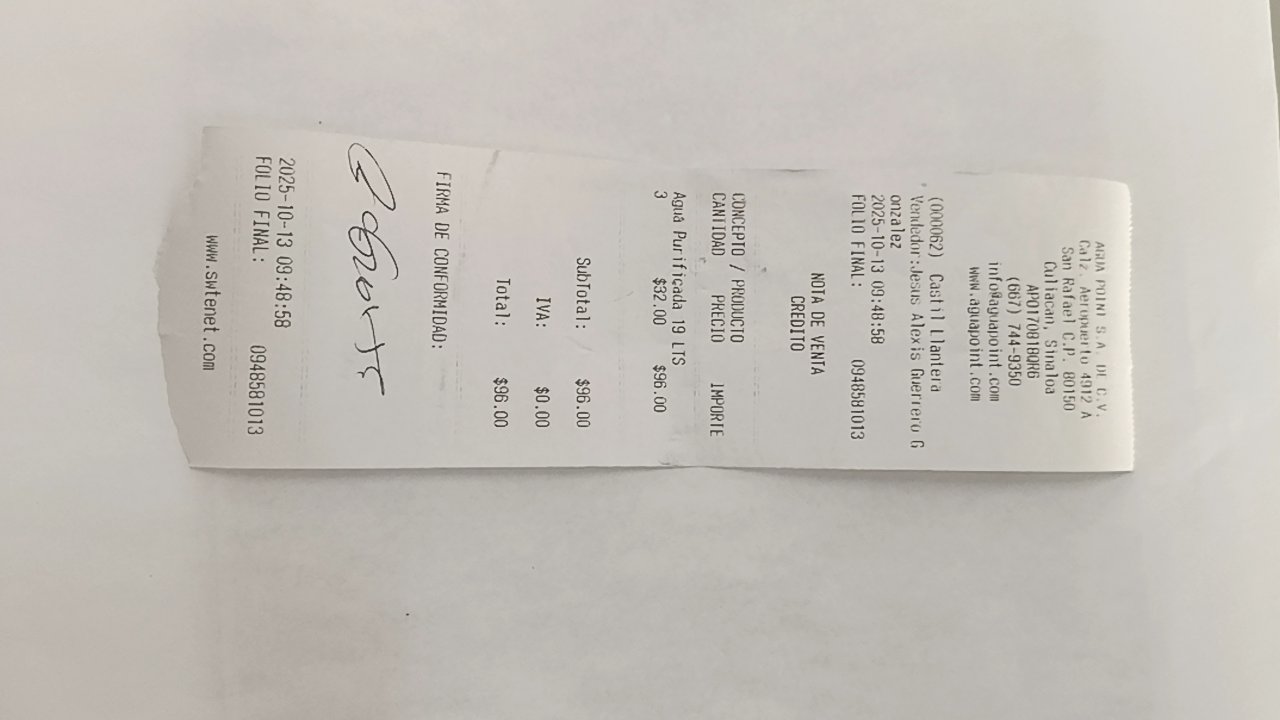 AGUA POINT S.A. DE C.V.
Calz. Aeropuerto 4912 A
San Rafael C.P. 80150
Culiacan, Sinaloa
APO170818QR6
(667) 744-9350
info@aguapoint.com
www.aguapoint.com
(000062) Castil Llantera
Vendedor:Jesus Alexis Guerrero G
onzalez
2025-10-13 09:48:58
FOLIO FINAL: 0948581013
NOTA DE VENTA
CREDITO
CONCEPTO / PRODUCTO
CANTIDAD PRECIO IMPORTE
Agua Purificada 19 LTS
3 $32.00 $96.00
SubTotal: $96.00
IVA: $0.00
Total: $96.00
FIRMA DE CONFORMIDAD:
2025-10-13 09:48:58
FOLIO FINAL: 0948581013
www.swtenet.com